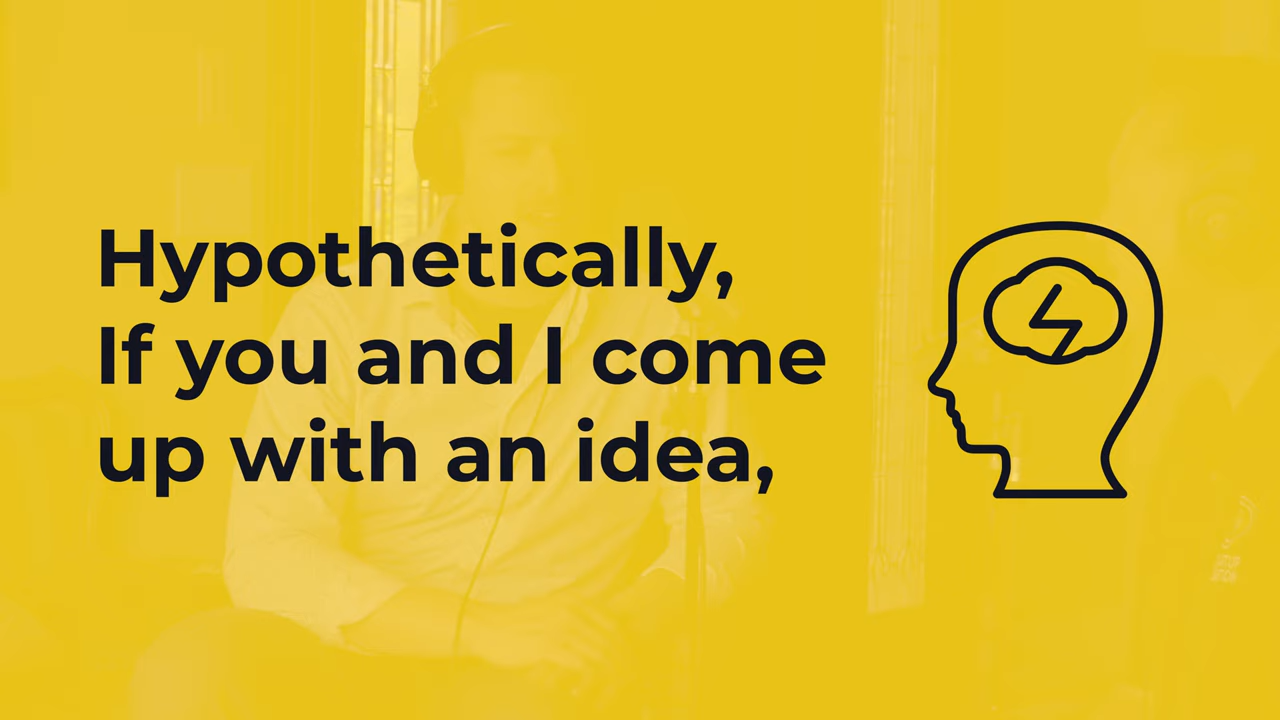 Hypothetically,
If you and I come
up with an idea,